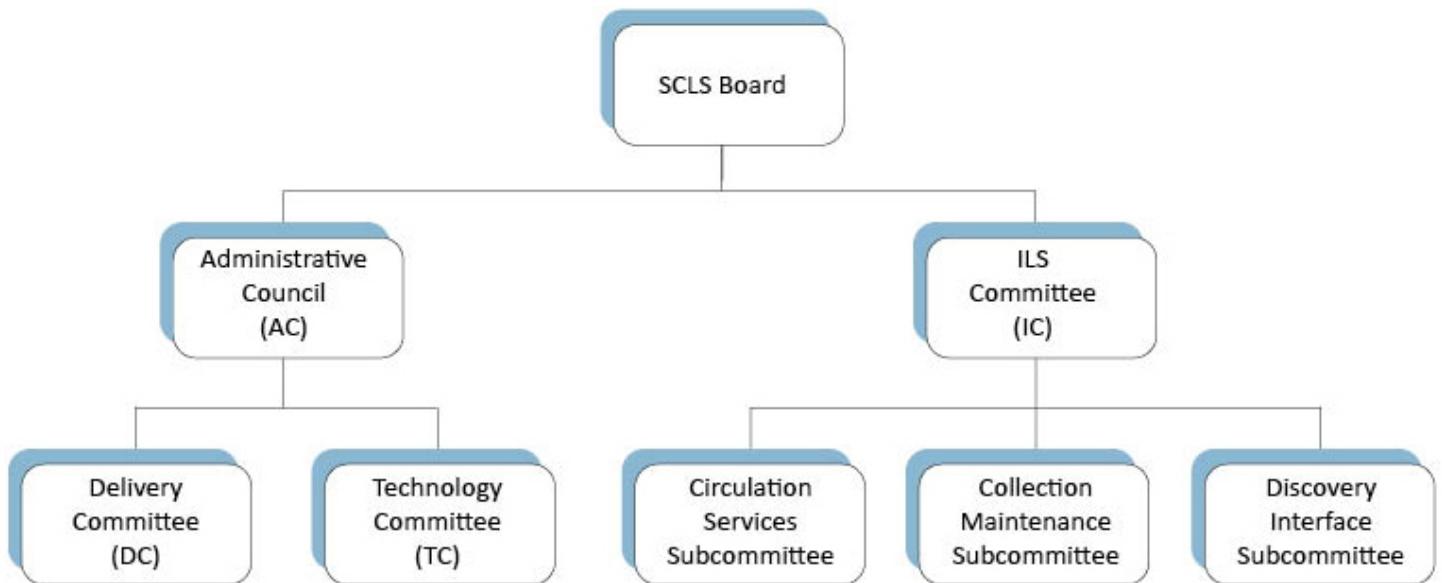 SCLS Board
Administrative
Council
(AC)
ILS
Committee
(IC)
Delivery
Committee
(DC)
Technology
Committee
(TC)
Circulation
Services
Subcommittee
Collection
Maintenance
Subcommittee
Discovery
Interface
Subcommittee